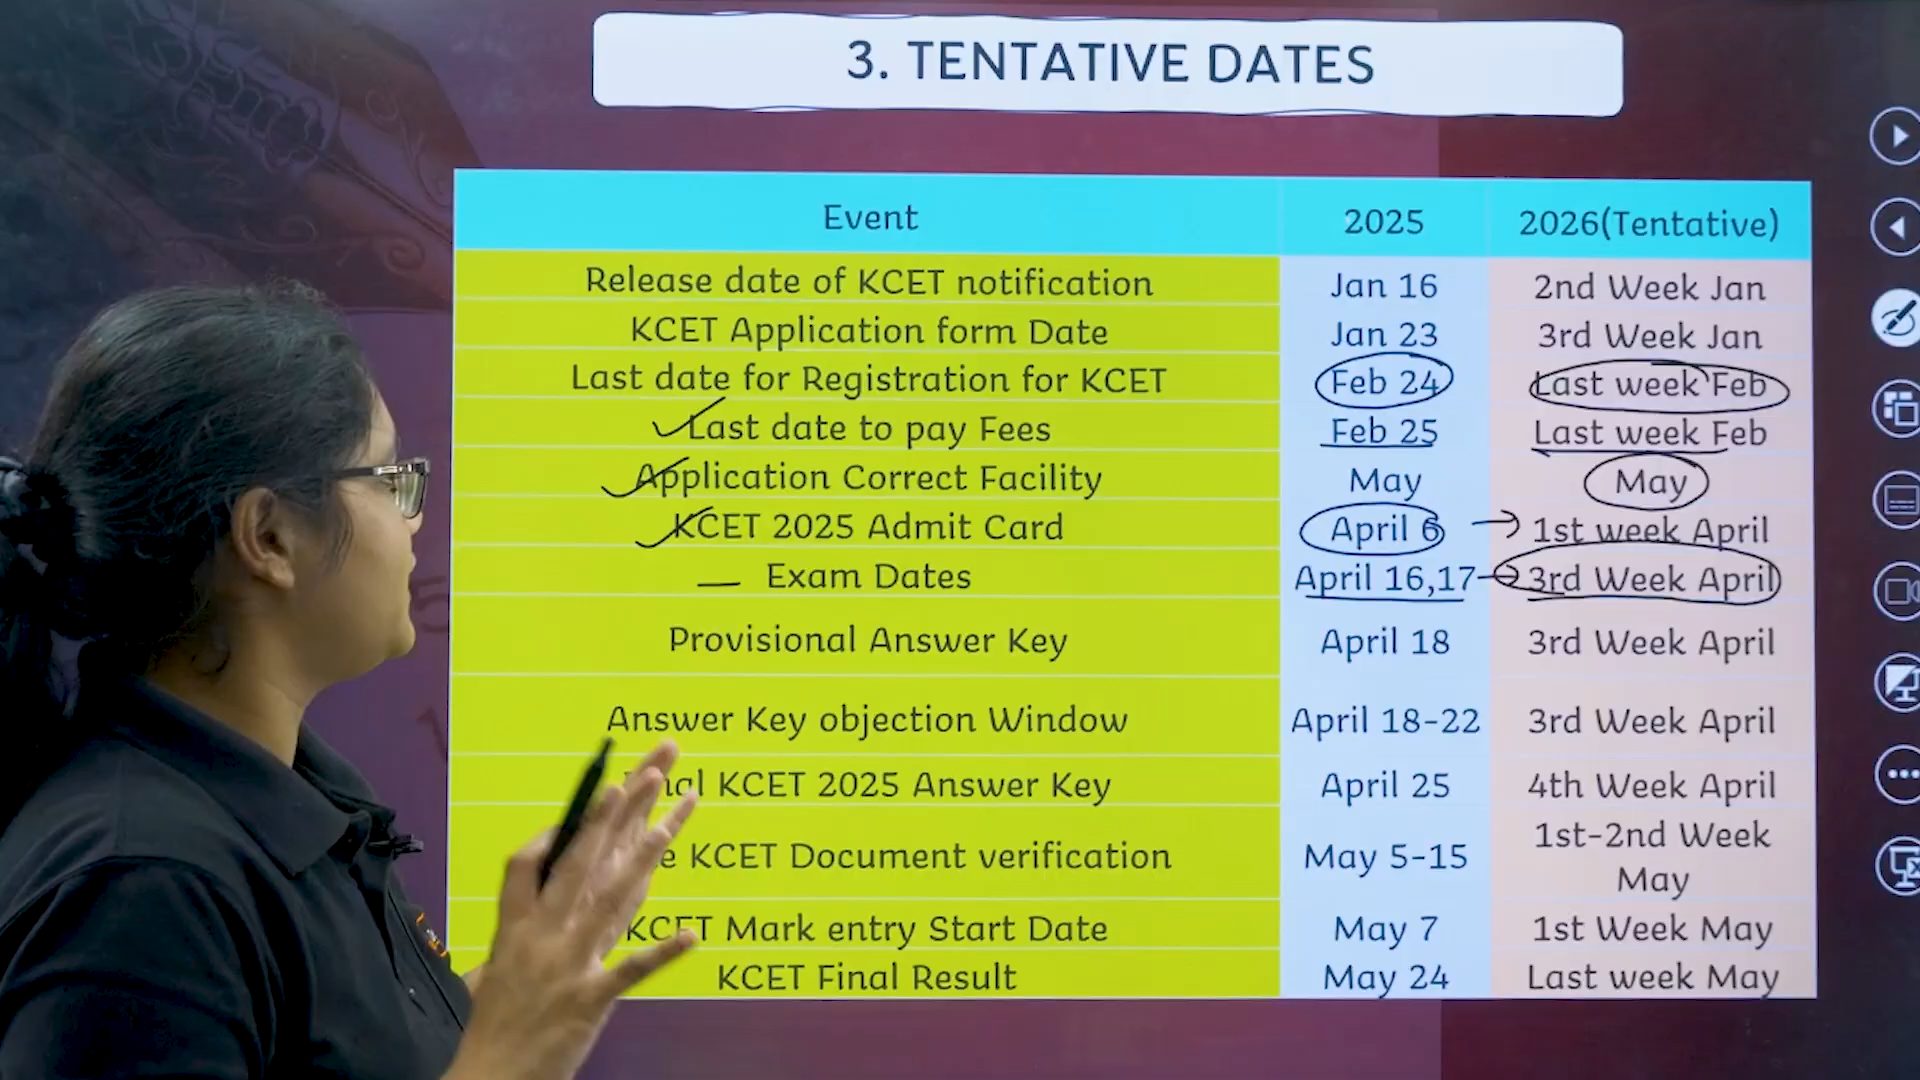 3. TENTATIVE DATES
Event 2025 2026(Tentative)
Release date of KCET notification Jan 16 2nd Week Jan
KCET Application form Date Jan 23 3rd Week Jan
Last date for Registration for KCET Feb 24 Last week Feb
Last date to pay Fees Feb 25 Last week Feb
Application Correct Facility May May
KCET 2025 Admit Card April 6 1st week April
Exam Dates April 16,17 3rd Week April
Provisional Answer Key April 18 3rd Week April
Answer Key objection Window April 18-22 3rd Week April
KCET 2025 Answer Key April 25 4th Week April
KCET Document verification May 5-15 1st-2nd Week
May
KCET Mark entry Start Date May 7 1st Week May
KCET Final Result May 24 Last week May